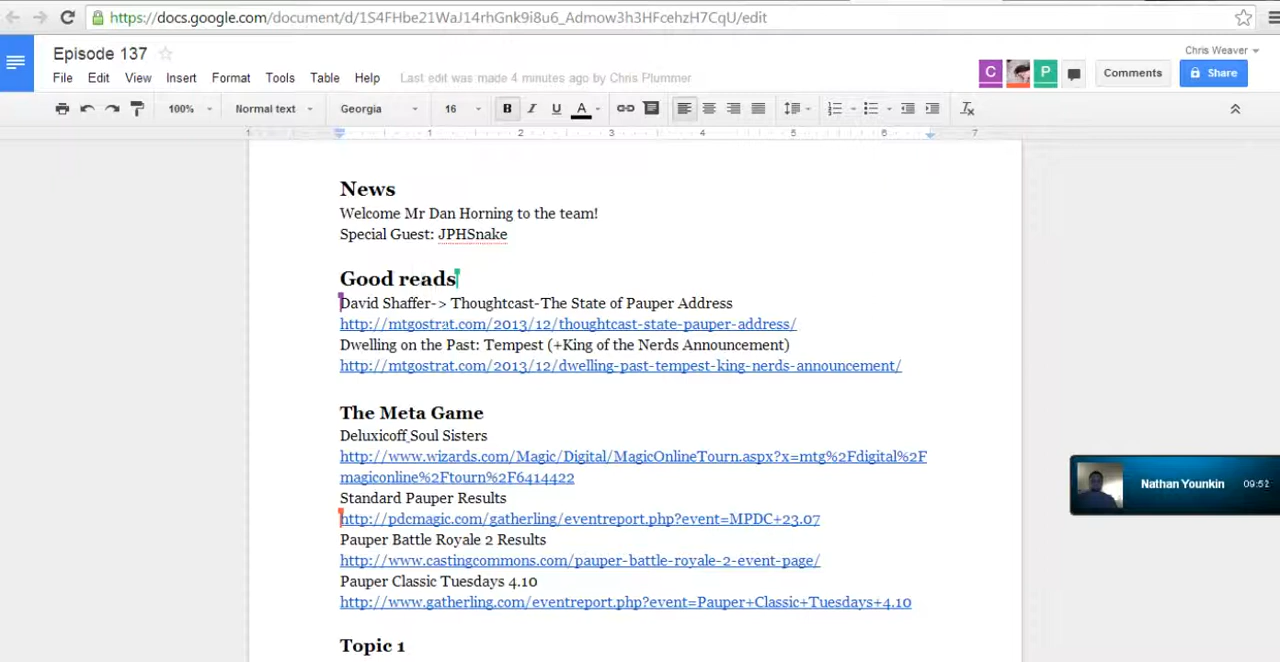 https://docs.google.com/document/d/1S4FHbe21WaJ14rhGnk9i8u6_Admow3h3HFcehzH7CqU/edit
Episode 137
Chris Weaver
File Edit View Insert Format Tools Table Help Last edit was made 4 minutes ago by Chris Plummer
C P Comments Share
100% Normal text Georgia 16 B I U A
1 1 2 3 4 5 6 7
News
Welcome Mr Dan Horning to the team!
Special Guest: JPHSnake
Good reads
David Shaffer-> Thoughtcast-The State of Pauper Address
http://mtgostrat.com/2013/12/thoughtcast-state-pauper-address/
Dwelling on the Past: Tempest (+King of the Nerds Announcement)
http://mtgostrat.com/2013/12/dwelling-past-tempest-king-nerds-announcement/
The Meta Game
Deluxicoff Soul Sisters
http://www.wizards.com/Magic/Digital/MagicOnlineTourn.aspx?x=mtg%2Fdigital%2F
magiconline%2Ftourn%2F6414422
Standard Pauper Results
http://pdcmagic.com/gatherling/eventreport.php?event=MPDC+23.07
Pauper Battle Royale 2 Results
http://www.castingcommons.com/pauper-battle-royale-2-event-page/
Pauper Classic Tuesdays 4.10
http://www.gatherling.com/eventreport.php?event=Pauper+Classic+Tuesdays+4.10
Topic 1
Nathan Younkin 09:52